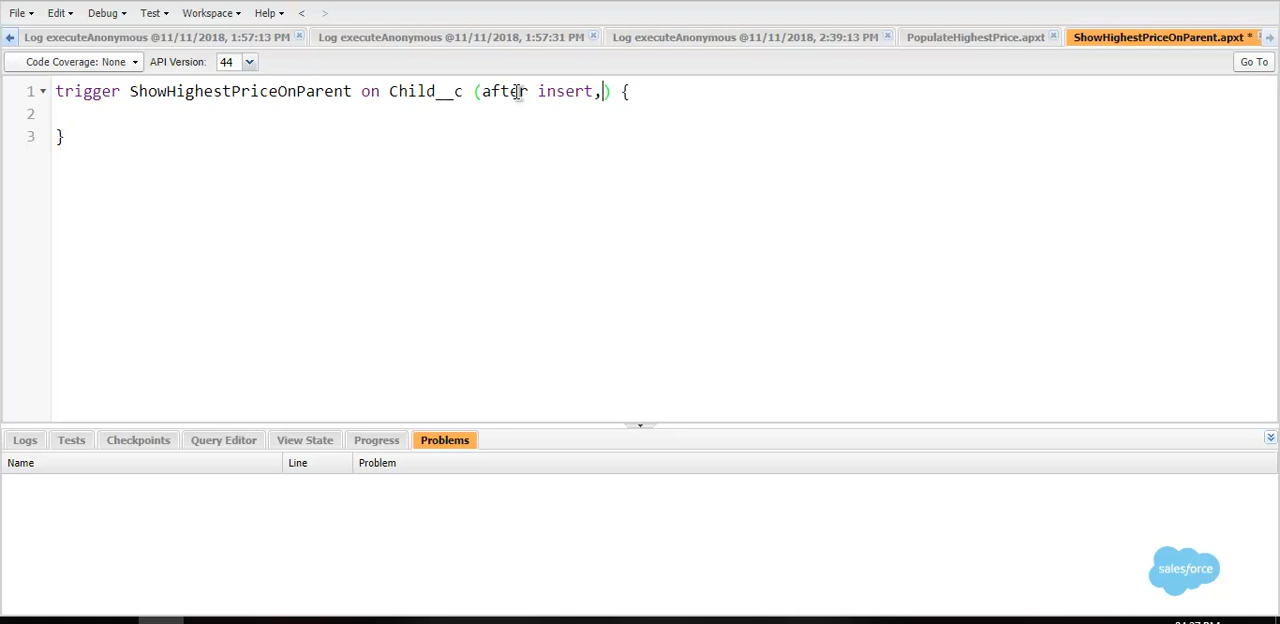 File Edit Debug Test Workspace Help < >
Log executeAnonymous @11/11/2018, 1:57:13 PM Log executeAnonymous @11/11/2018, 1:57:31 PM Log executeAnonymous @11/11/2018, 2:39:13 PM PopulateHighestPrice.apxt ShowHighestPriceOnParent.apxt *
Code Coverage: None API Version: 44 Go To
1 trigger ShowHighestPriceOnParent on Child__c (after insert,) {
2
3 }
Logs Tests Checkpoints Query Editor View State Progress Problems
Name Line Problem
salesforce